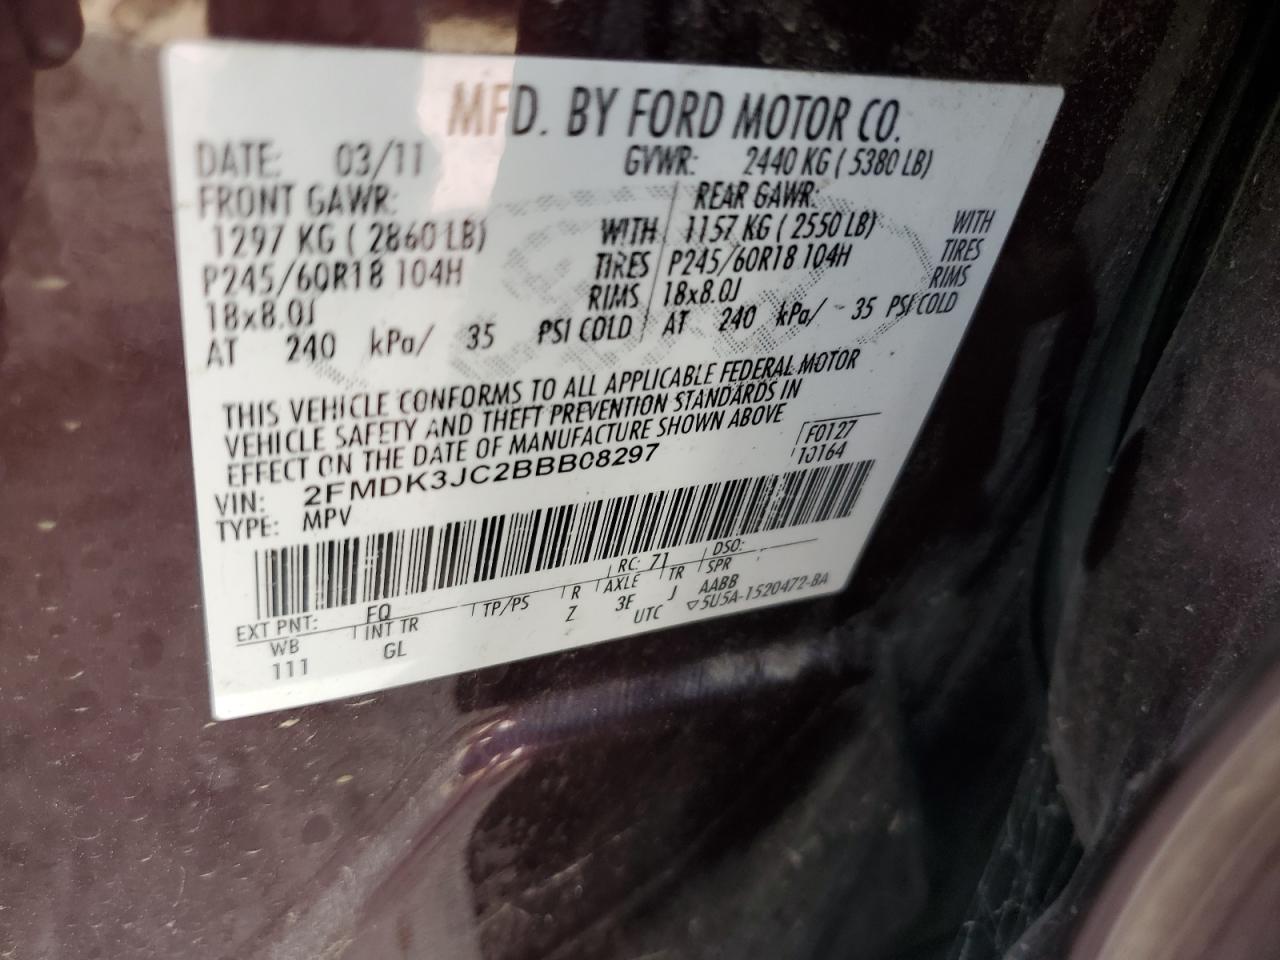 MFD. BY FORD MOTOR CO.
DATE: 03/11 GVWR: 2440 KG ( 5380 LB)
FRONT GAWR: REAR GAWR:
1297 KG ( 2860 LB) WITH 1157 KG ( 2550 LB) WITH
P245/60R18 104H TIRES P245/60R18 104H TIRES
18x8.0J RIMS 18x8.0J RIMS
AT 240 kPa/ 35 PSI COLD AT 240 kPa/ 35 PSI COLD
THIS VEHICLE CONFORMS TO ALL APPLICABLE FEDERAL MOTOR
VEHICLE SAFETY AND THEFT PREVENTION STANDARDS IN
EFFECT ON THE DATE OF MANUFACTURE SHOWN ABOVE
VIN: 2FMDK3JC2BBB08297 F0127
TYPE: MPV 10164
EXT PNT: FQ RC: 71 DSO:
WB INT TR TP/PS R AXLE TR SPR
111 GL Z 3F J AABB
UTC ▽5U5A-1520472-BA